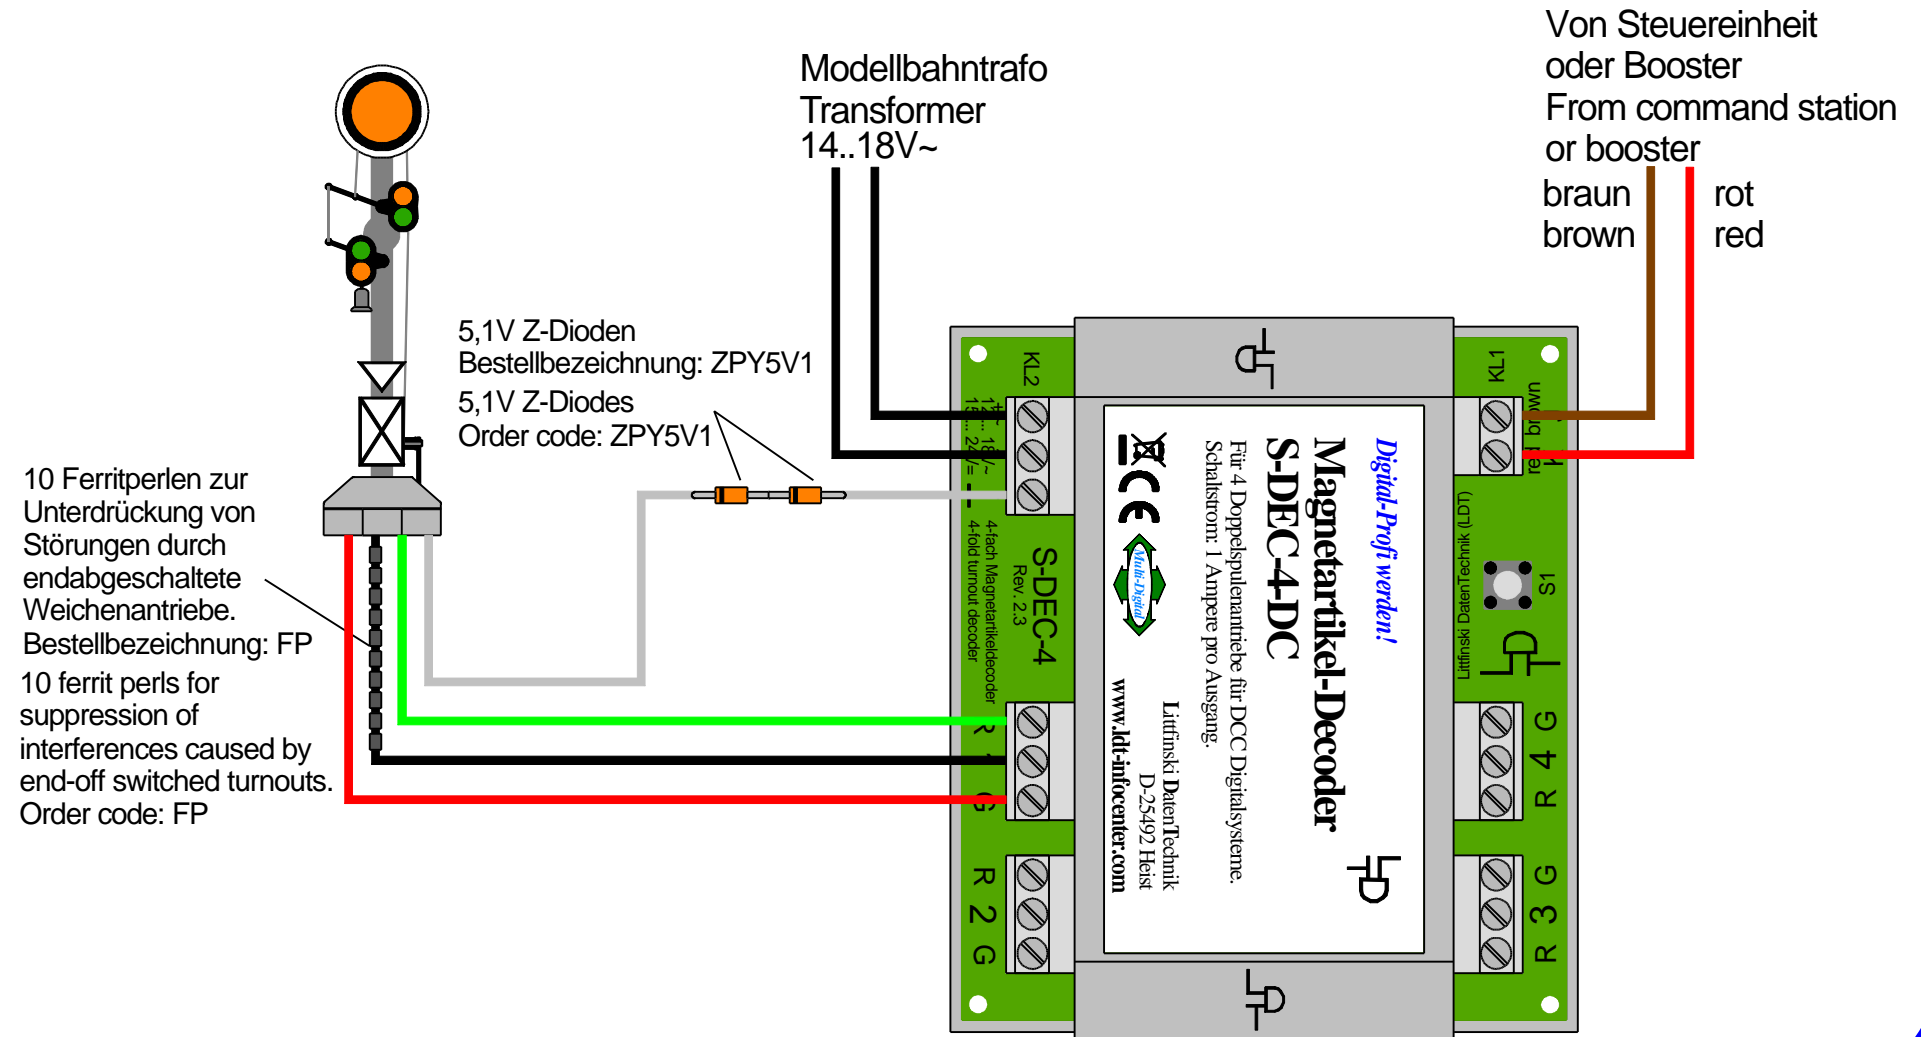 Modellbahntrafo
Transformer
14..18V~
Von Steuereinheit
oder Booster
From command station
or booster
braun
brown
rot
red
5,1V Z-Dioden
Bestellbezeichnung: ZPY5V1
5,1V Z-Diodes
Order code: ZPY5V1
10 Ferritperlen zur
Unterdrückung von
Störungen durch
endabgeschaltete
Weichenantriebe.
Bestellbezeichnung: FP
10 ferrit perls for
suppression of
interferences caused by
end-off switched turnouts.
Order code: FP
KL2
S-DEC-4
Rev. 2.3
4-fach Magnetartikeldecoder
4-fold turnout decoder
R
G
R 2 G
Digital-Profi werden!
Magnetartikel-Decoder
S-DEC-4-DC
Für 4 Doppelspulenantriebe für DCC Digitalsysteme.
Schaltstrom: 1 Ampere pro Ausgang.
CE
Multi-Digital
Littfinski DatenTechnik
D-25492 Heist
www.ldt-infocenter.com
KL1
red brown
Littfinski DatenTechnik (LDT)
S1
R 4 G
R 3 G